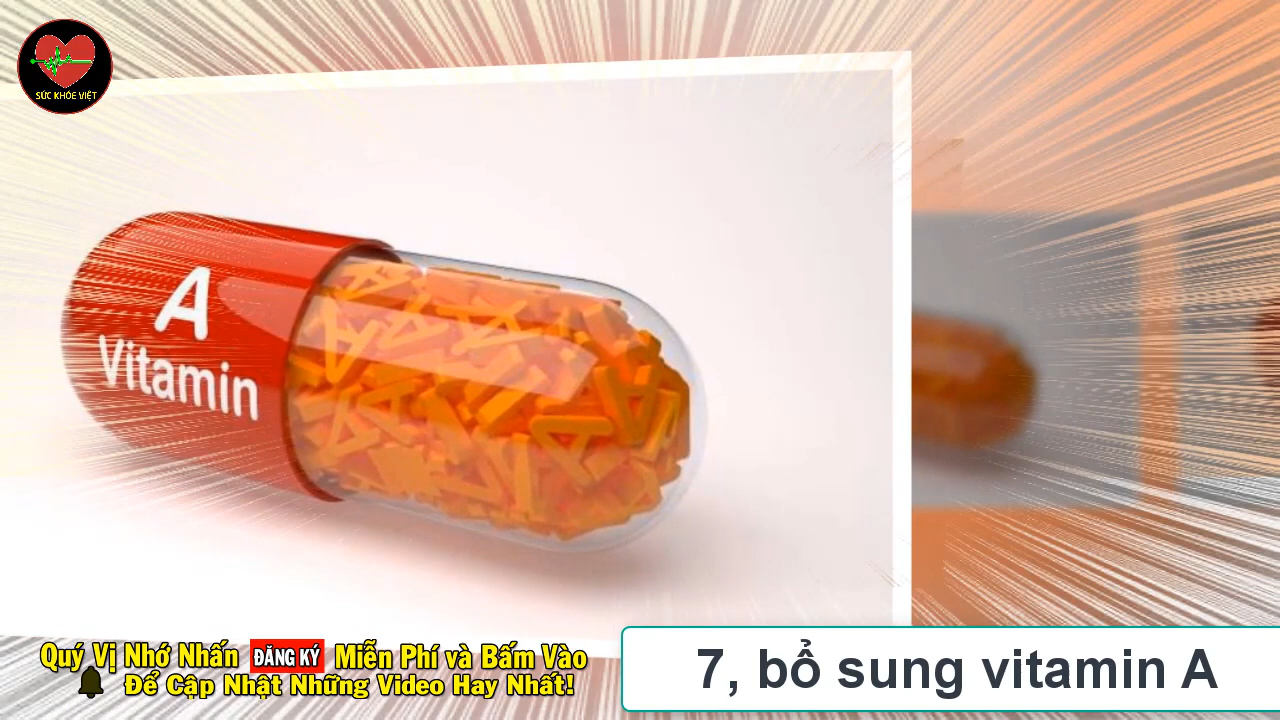 SỨC KHỎE VIỆT
A
Vitamin
Quý Vị Nhớ Nhấn ĐĂNG KÝ Miễn Phí và Bấm Vào
Để Cập Nhật Những Video Hay Nhất!
7, bổ sung vitamin A